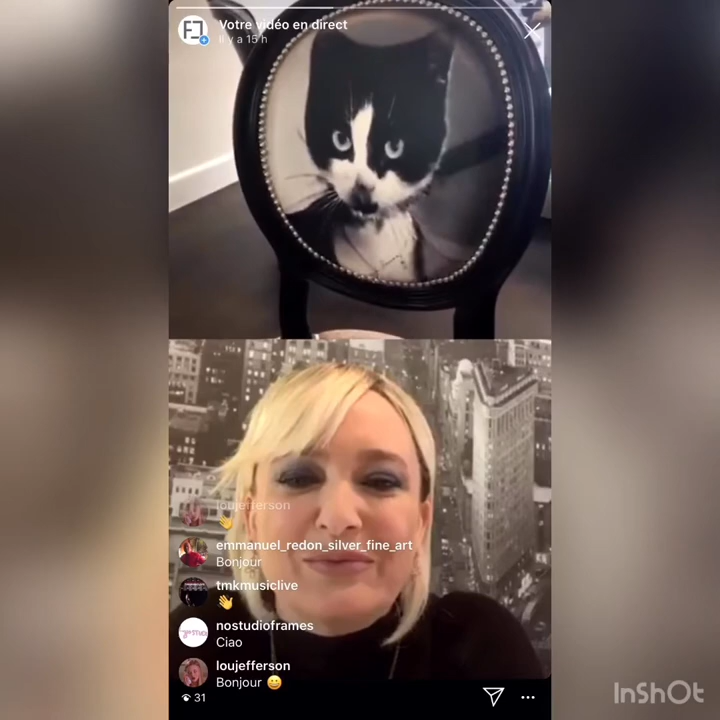 Votre vidéo en direct
Il y a 15 h
loujefferson
👋
emmanuel_redon_silver_fine_art
Bonjour
tmkmusiclive
👋
nostudioframes
Ciao
loujefferson
Bonjour 😀
31
InShOt